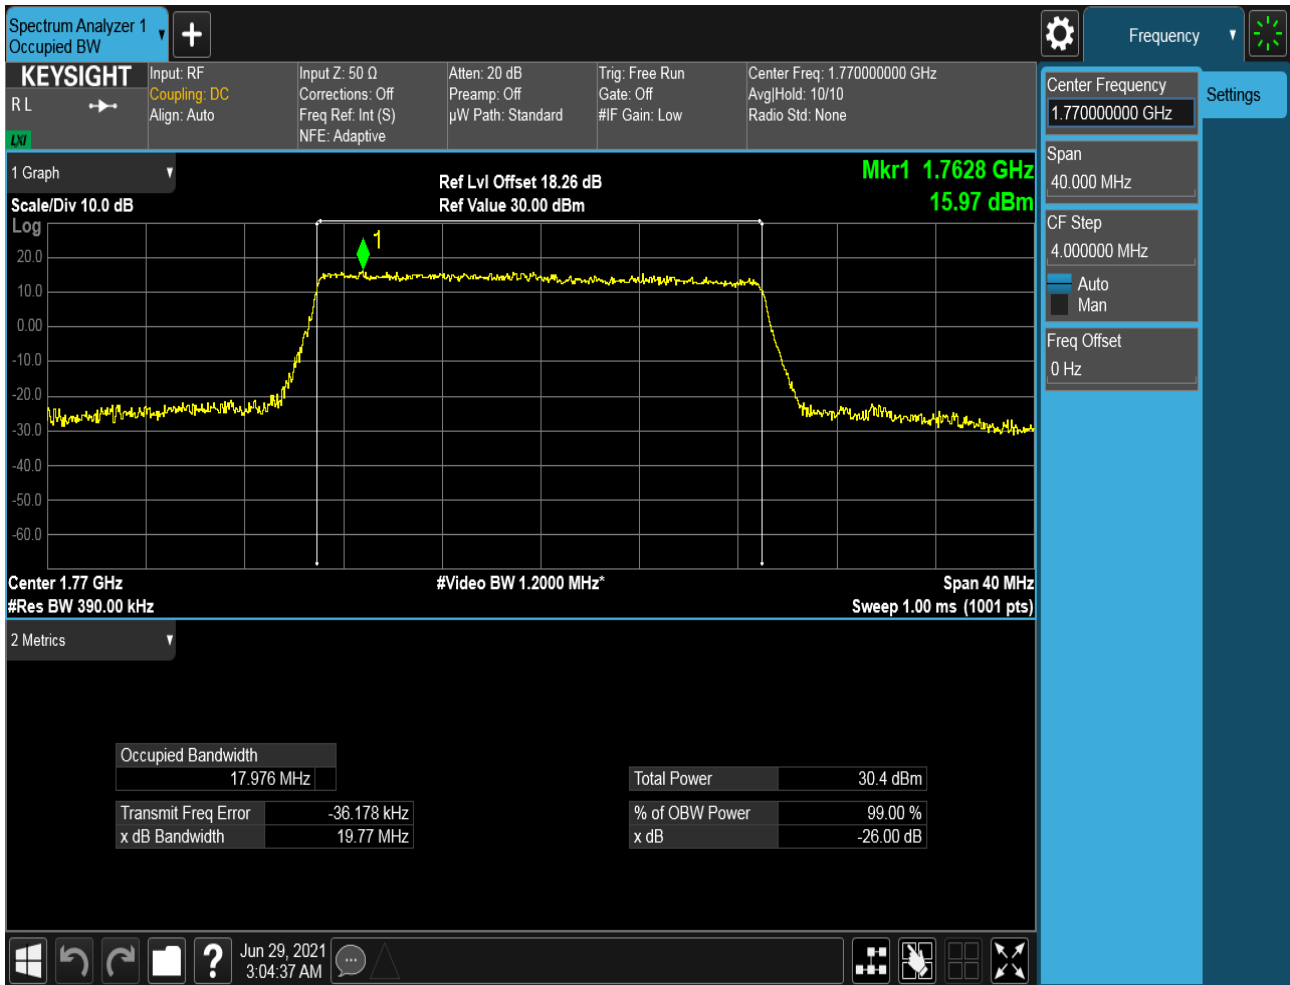 Spectrum Analyzer 1
Occupied BW
Frequency
KEYSIGHT
R L
LXI
Input: RF
Coupling: DC
Align: Auto
Input Z: 50 Ω
Corrections: Off
Freq Ref: Int (S)
NFE: Adaptive
Atten: 20 dB
Preamp: Off
µW Path: Standard
Trig: Free Run
Gate: Off
#IF Gain: Low
Center Freq: 1.770000000 GHz
Avg|Hold: 10/10
Radio Std: None
Center Frequency
1.770000000 GHz
Settings
Span
40.000 MHz
CF Step
4.000000 MHz
Auto
Man
Freq Offset
0 Hz
1 Graph
Scale/Div 10.0 dB
Log
Ref Lvl Offset 18.26 dB
Ref Value 30.00 dBm
Mkr1 1.7628 GHz
15.97 dBm
1
20.0
10.0
0.00
-10.0
-20.0
-30.0
-40.0
-50.0
-60.0
Center 1.77 GHz
#Res BW 390.00 kHz
#Video BW 1.2000 MHz*
Span 40 MHz
Sweep 1.00 ms (1001 pts)
2 Metrics
Occupied Bandwidth
17.976 MHz
Transmit Freq Error -36.178 kHz
x dB Bandwidth 19.77 MHz
Total Power 30.4 dBm
% of OBW Power 99.00 %
x dB -26.00 dB
Jun 29, 2021
3:04:37 AM